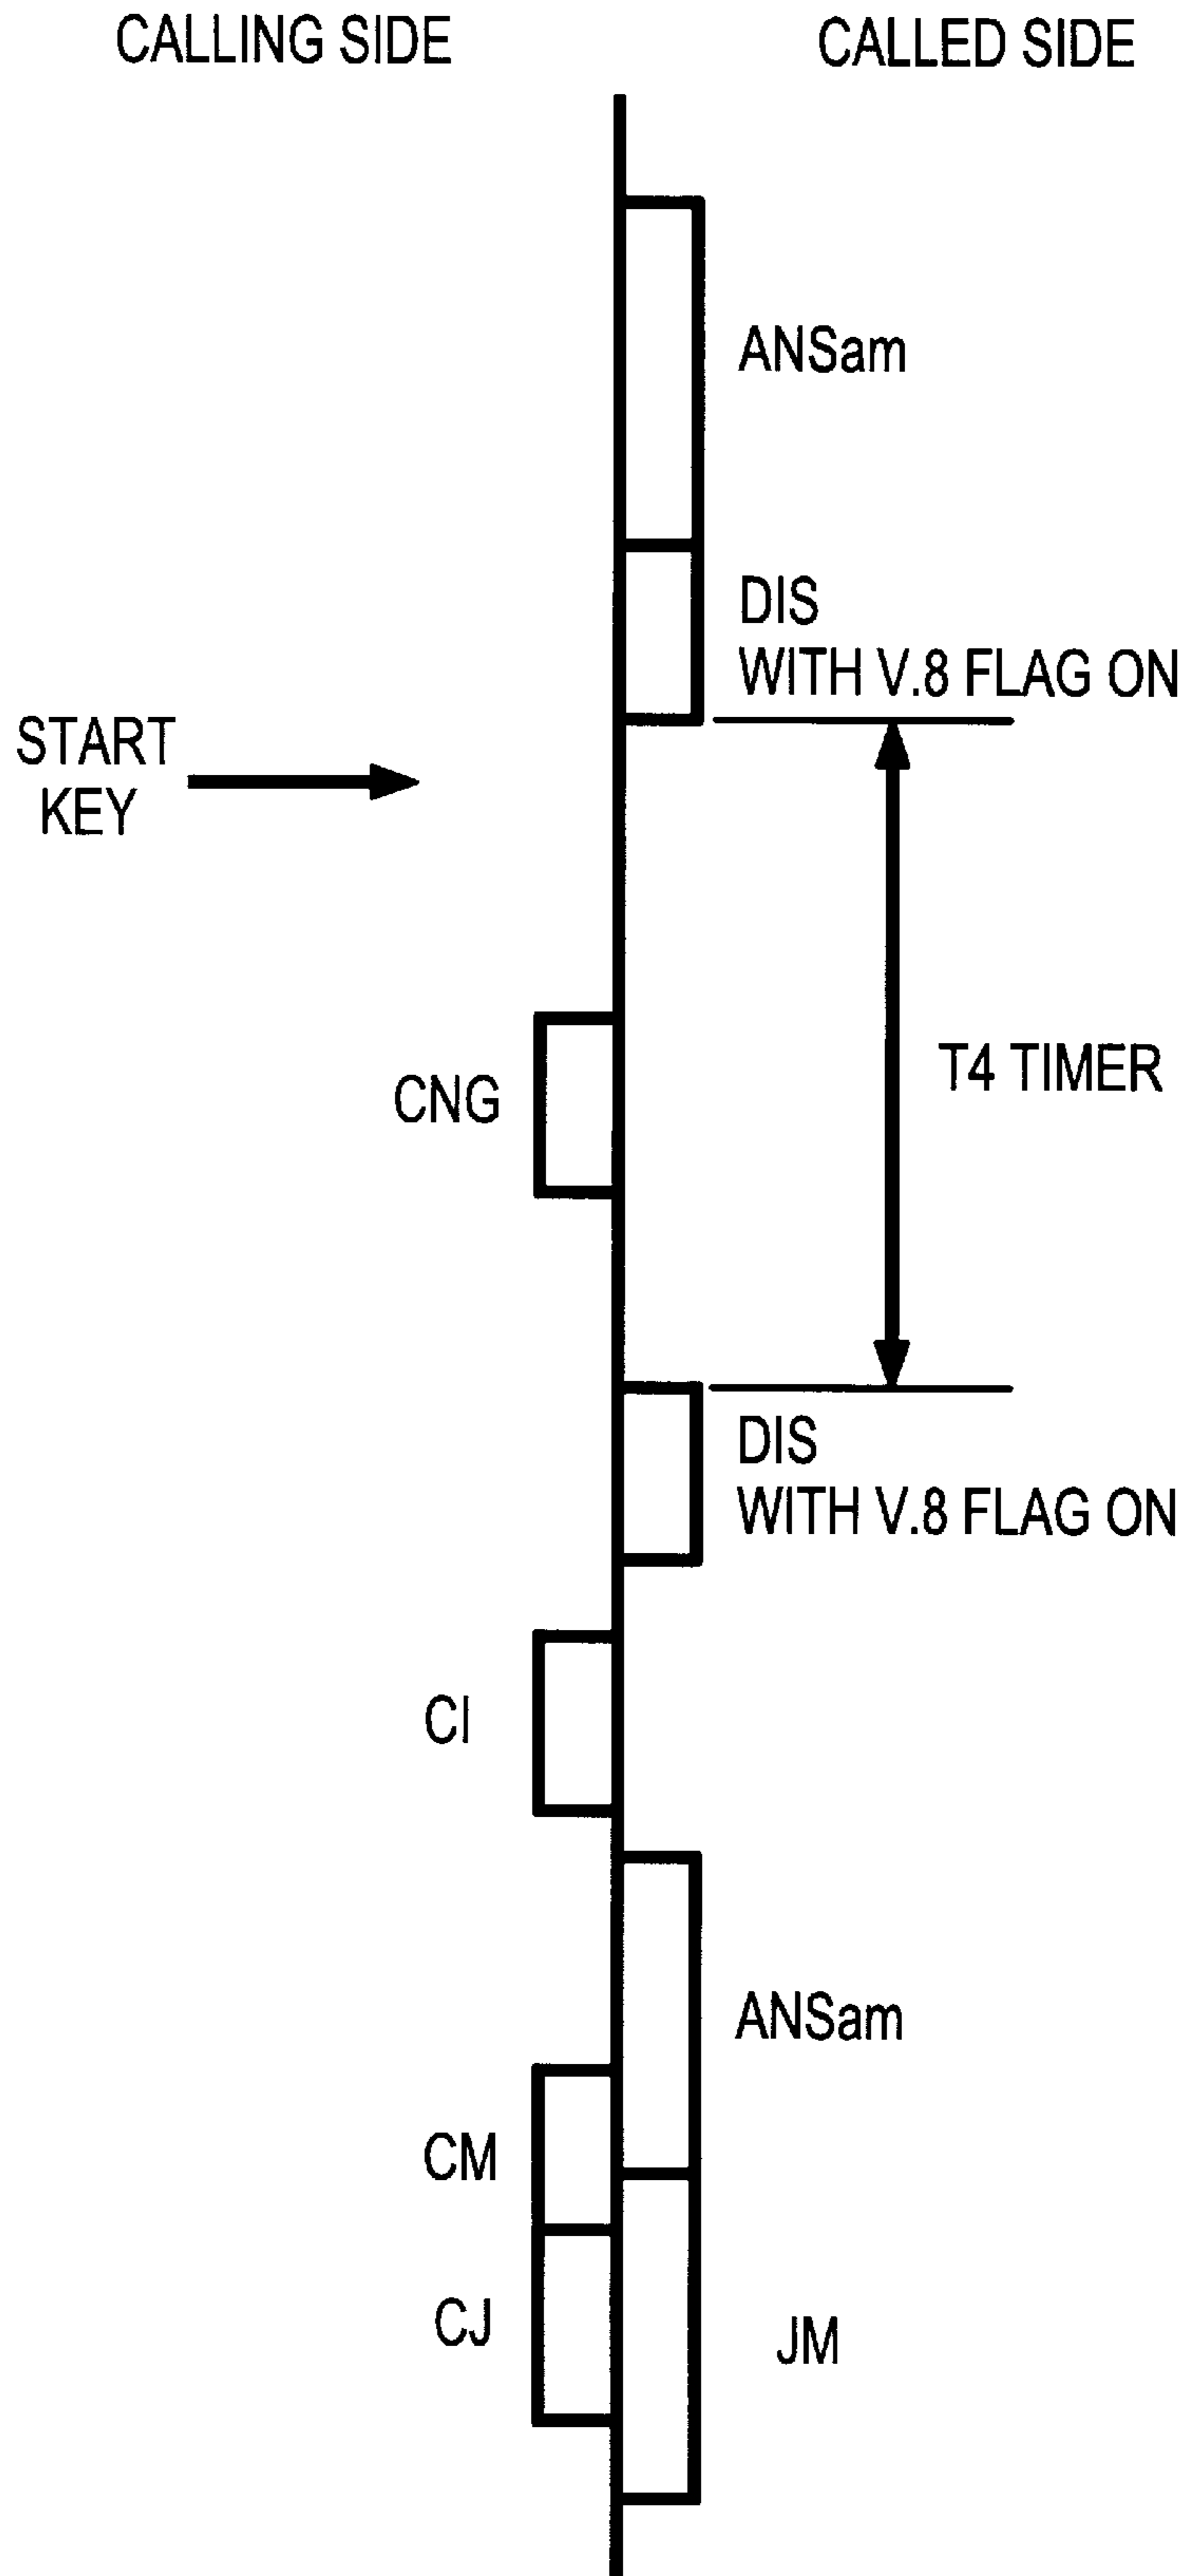 CALLING SIDE
CALLED SIDE
ANSam
DIS
WITH V.8 FLAG ON
START
KEY
CNG
T4 TIMER
DIS
WITH V.8 FLAG ON
CI
ANSam
CM
CJ
JM